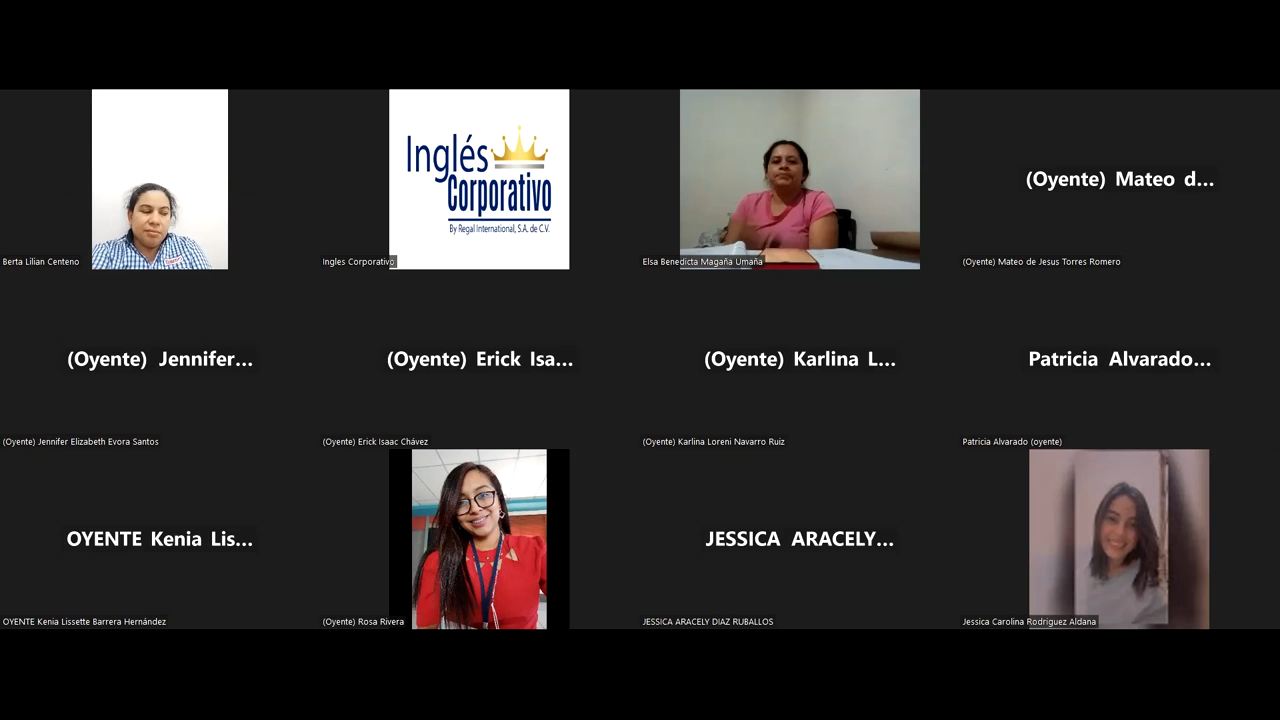 Inglés
Corporativo
By Regal International, S.A. de C.V.
(Oyente) Mateo d...
Berta Lilian Centeno
Ingles Corporativo
Elsa Benedicta Magaña Umaña
(Oyente) Mateo de Jesus Torres Romero
(Oyente) Jennifer...
(Oyente) Erick Isa...
(Oyente) Karlina L...
Patricia Alvarado...
(Oyente) Jennifer Elizabeth Evora Santos
(Oyente) Erick Isaac Chávez
(Oyente) Karlina Loreni Navarro Ruiz
Patricia Alvarado (oyente)
OYENTE Kenia Lis...
JESSICA ARACELY...
OYENTE Kenia Lissette Barrera Hernández
(Oyente) Rosa Rivera
JESSICA ARACELY DIAZ RUBALLOS
Jessica Carolina Rodriguez Aldana